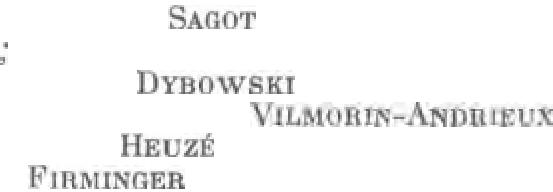 Sagot
;
Dybowski
Vilmorin-Andrieux
Heuzé
Firminger